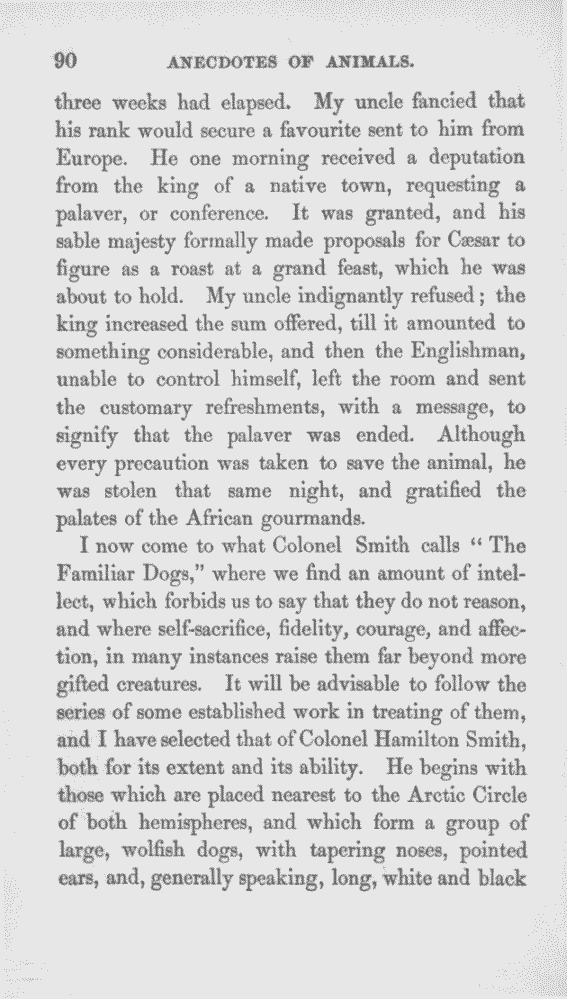 90 ANECDOTES OF ANIMALS.
three weeks had elapsed. My uncle fancied that
his rank would secure a favourite sent to him from
Europe. He one morning received a deputation
from the king of a native town, requesting a
palaver, or conference. It was granted, and his
sable majesty formally made proposals for Cæsar to
figure as a roast at a grand feast, which he was
about to hold. My uncle indignantly refused; the
king increased the sum offered, till it amounted to
something considerable, and then the Englishman,
unable to control himself, left the room and sent
the customary refreshments, with a message, to
signify that the palaver was ended. Although
every precaution was taken to save the animal, he
was stolen that same night, and gratified the
palates of the African gourmands.
I now come to what Colonel Smith calls “ The
Familiar Dogs,” where we find an amount of intel-
lect, which forbids us to say that they do not reason,
and where self-sacrifice, fidelity, courage, and affec-
tion, in many instances raise them far beyond more
gifted creatures. It will be advisable to follow the
series of some established work in treating of them,
and I have selected that of Colonel Hamilton Smith,
both for its extent and its ability. He begins with
those which are placed nearest to the Arctic Circle
of both hemispheres, and which form a group of
large, wolfish dogs, with tapering noses, pointed
ears, and, generally speaking, long, white and black